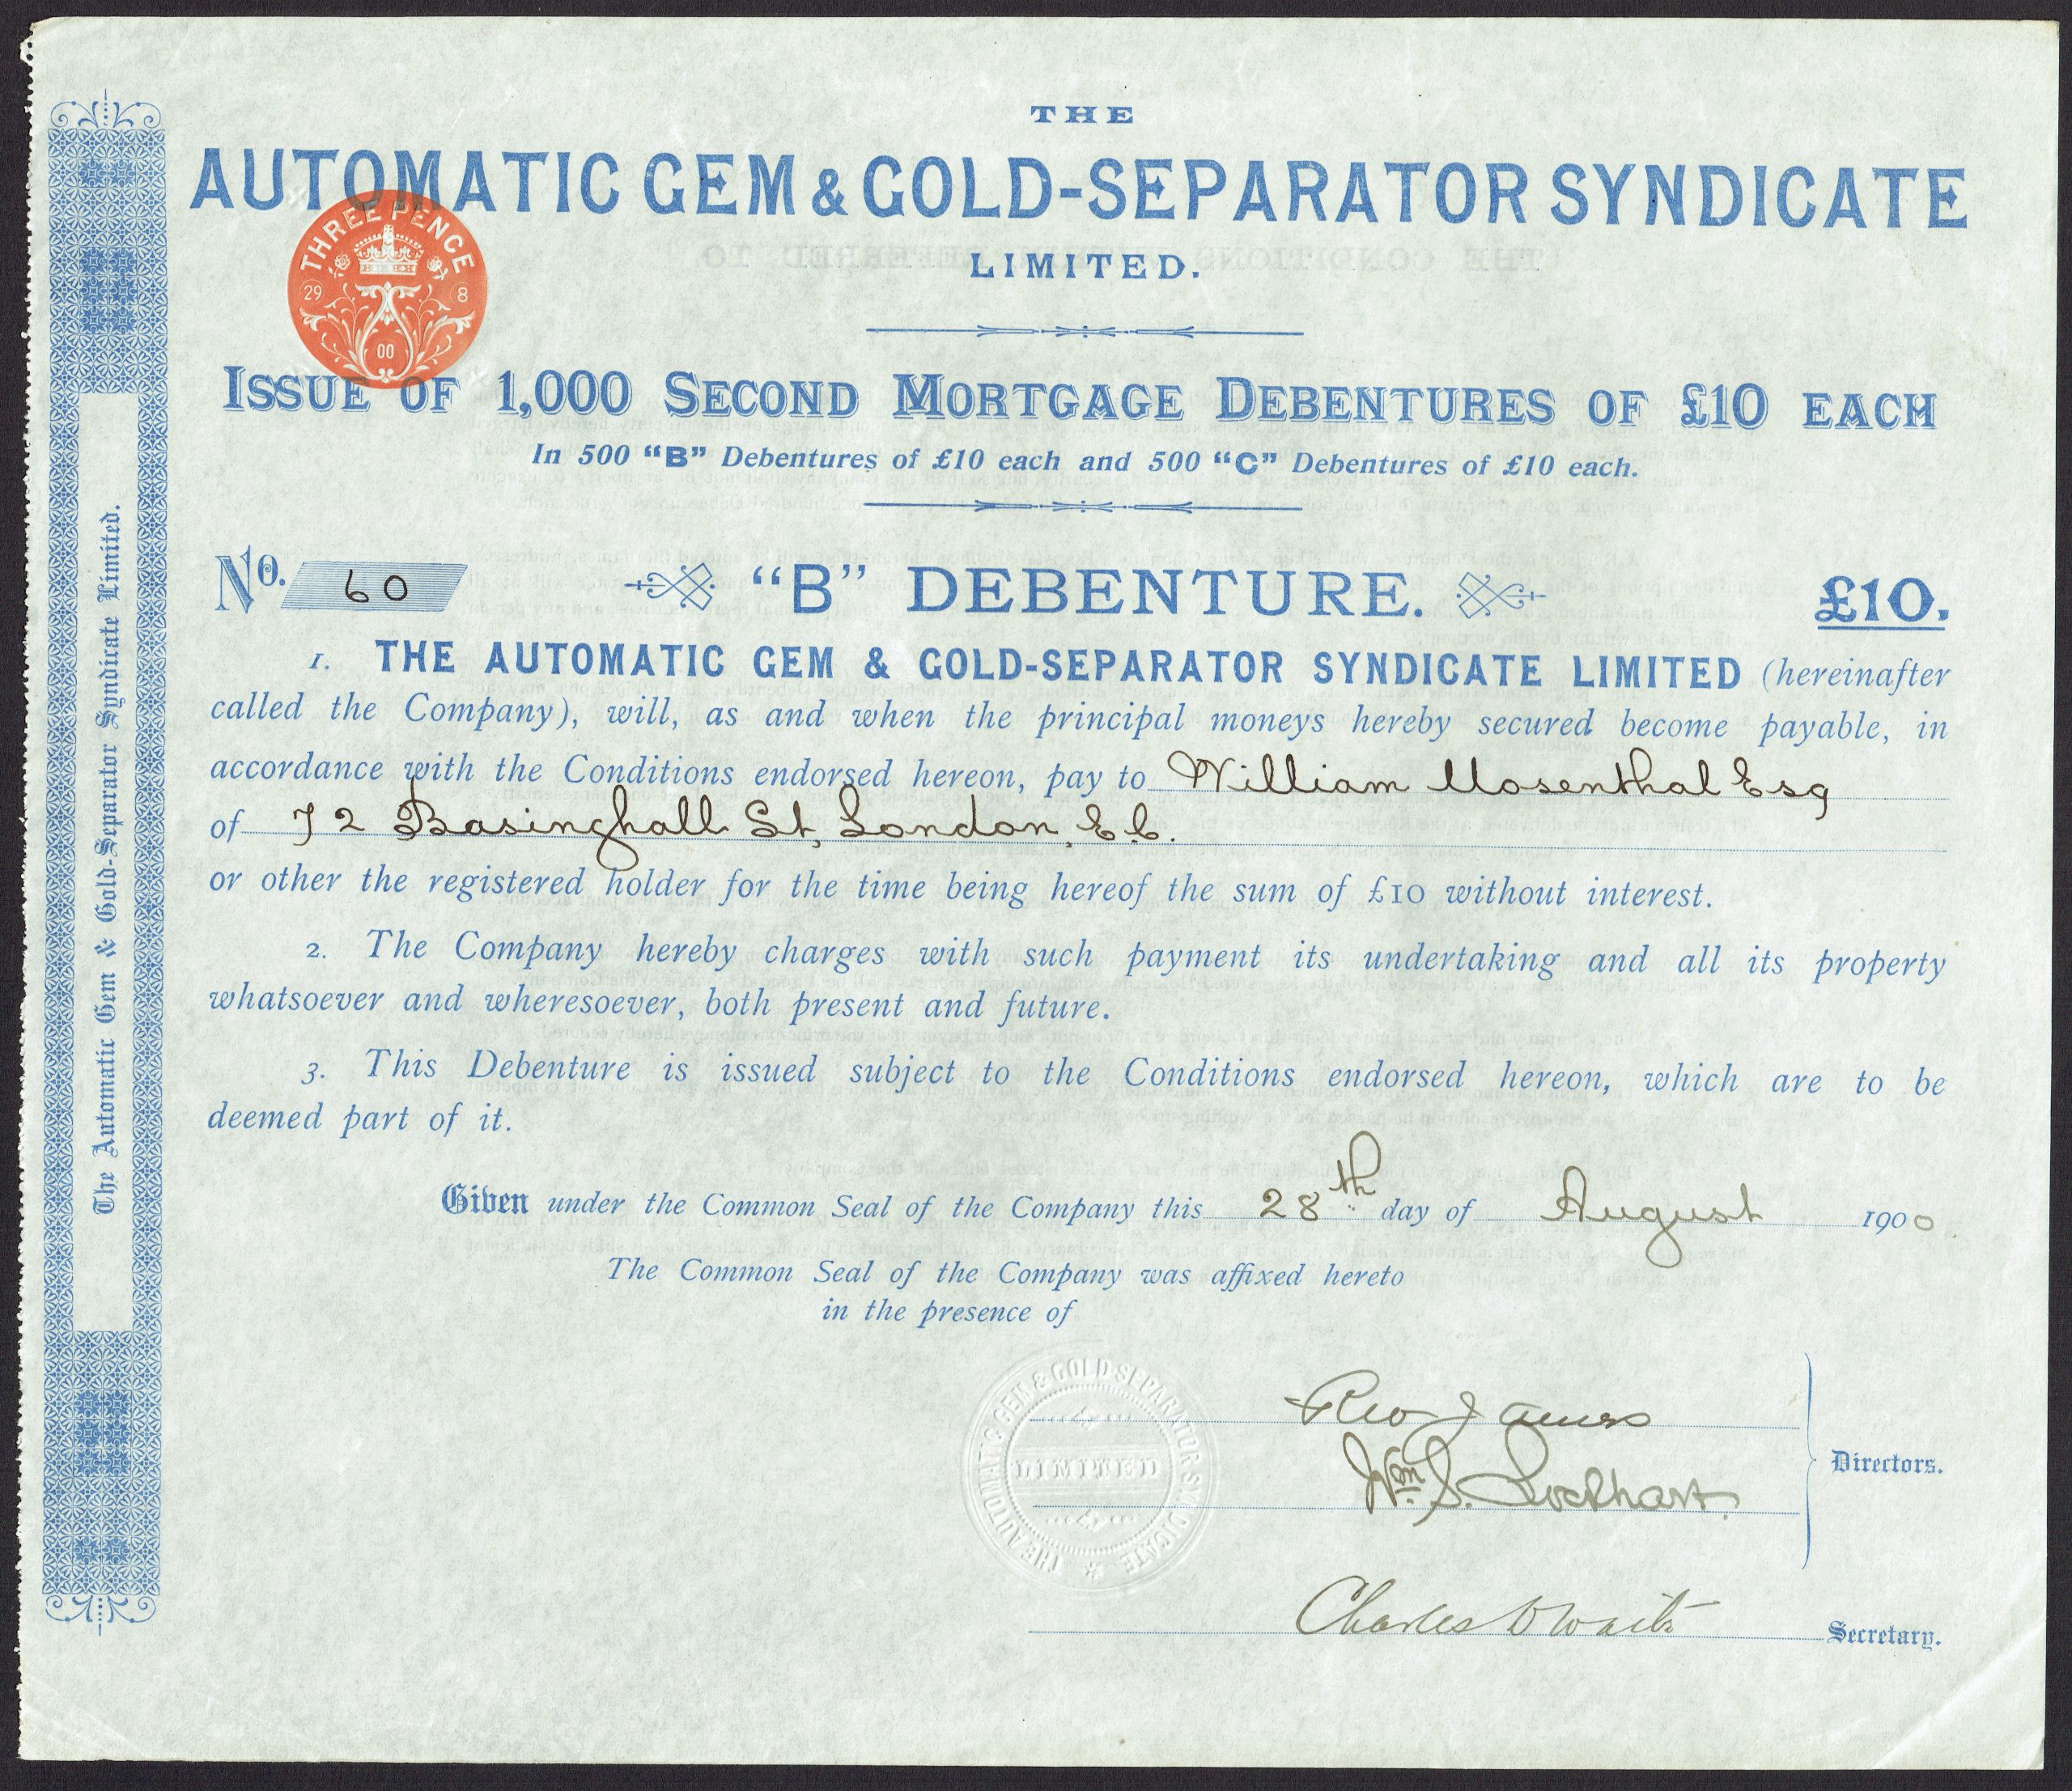 THE
AUTOMATIC GEM & GOLD-SEPARATOR SYNDICATE
LIMITED.
THREE PENCE
29 8
00
ISSUE OF 1,000 SECOND MORTGAGE DEBENTURES OF £10 EACH
In 500 "B" Debentures of £10 each and 500 "C" Debentures of £10 each.
No. 60 "B" DEBENTURE. £10.
1. THE AUTOMATIC GEM & GOLD-SEPARATOR SYNDICATE LIMITED (hereinafter
called the Company), will, as and when the principal moneys hereby secured become payable, in
accordance with the Conditions endorsed hereon, pay to William Mosenthal Esq
of 72 Basinghall St, London, E.C.
or other the registered holder for the time being hereof the sum of £10 without interest.
2. The Company hereby charges with such payment its undertaking and all its property
whatsoever and wheresoever, both present and future.
3. This Debenture is issued subject to the Conditions endorsed hereon, which are to be
deemed part of it.
Given under the Common Seal of the Company this 28th day of August 1900
The Common Seal of the Company was affixed hereto
in the presence of
THE AUTOMATIC GEM & GOLD SEPARATOR SYNDICATE
LIMITED
Geo James
Wm. S. Lockhart.
Directors.
Charles Waite
Secretary.
The Automatic Gem & Gold-Separator Syndicate Limited.